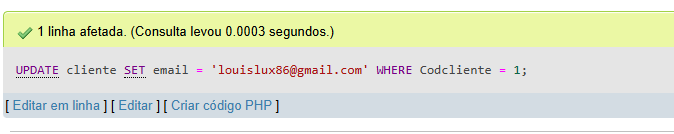 1 linha afetada. (Consulta levou 0.0003 segundos.)
UPDATE cliente SET email = 'louislux86@gmail.com' WHERE Codcliente = 1;
[ Editar em linha ] [ Editar ] [ Criar código PHP ]